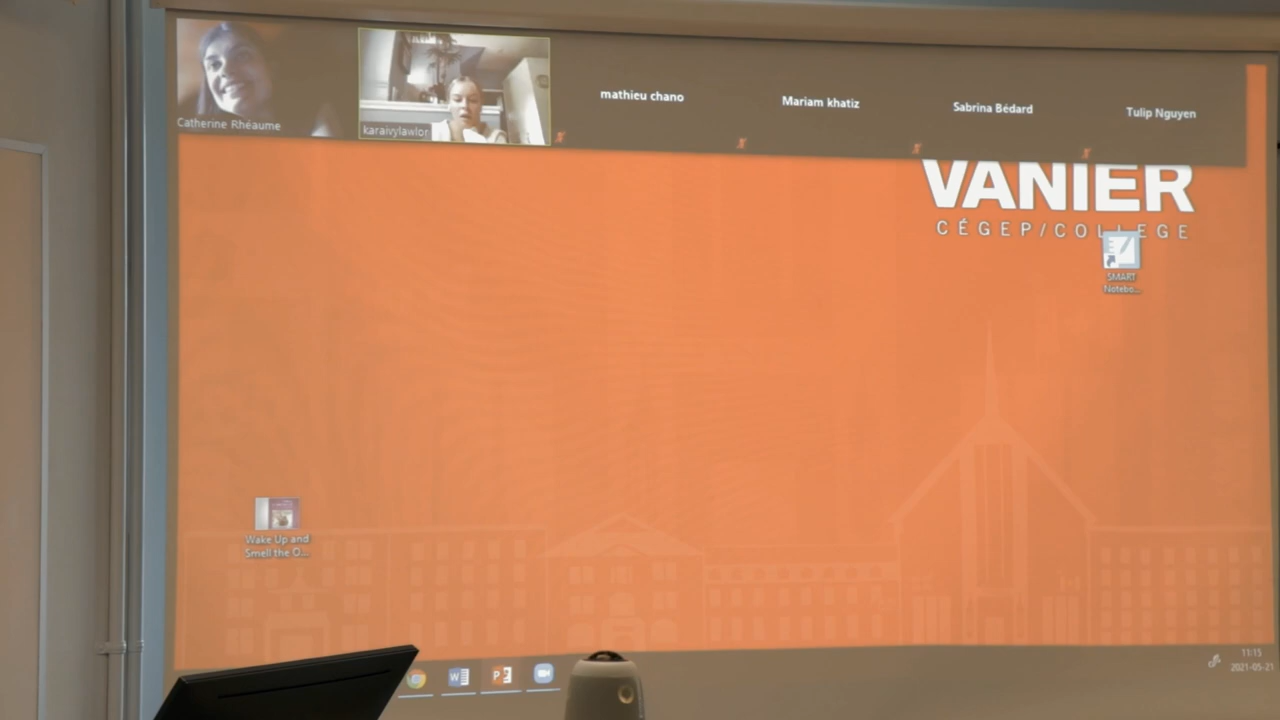 Catherine Rhéaume
karaivylawlor
mathieu chano
Mariam khatiz
Sabrina Bédard
Tulip Nguyen
VANIER
CÉGEP/COLLEGE
SMART
Notebo...
Wake Up and
Smell the O...
11:15
2021-05-21